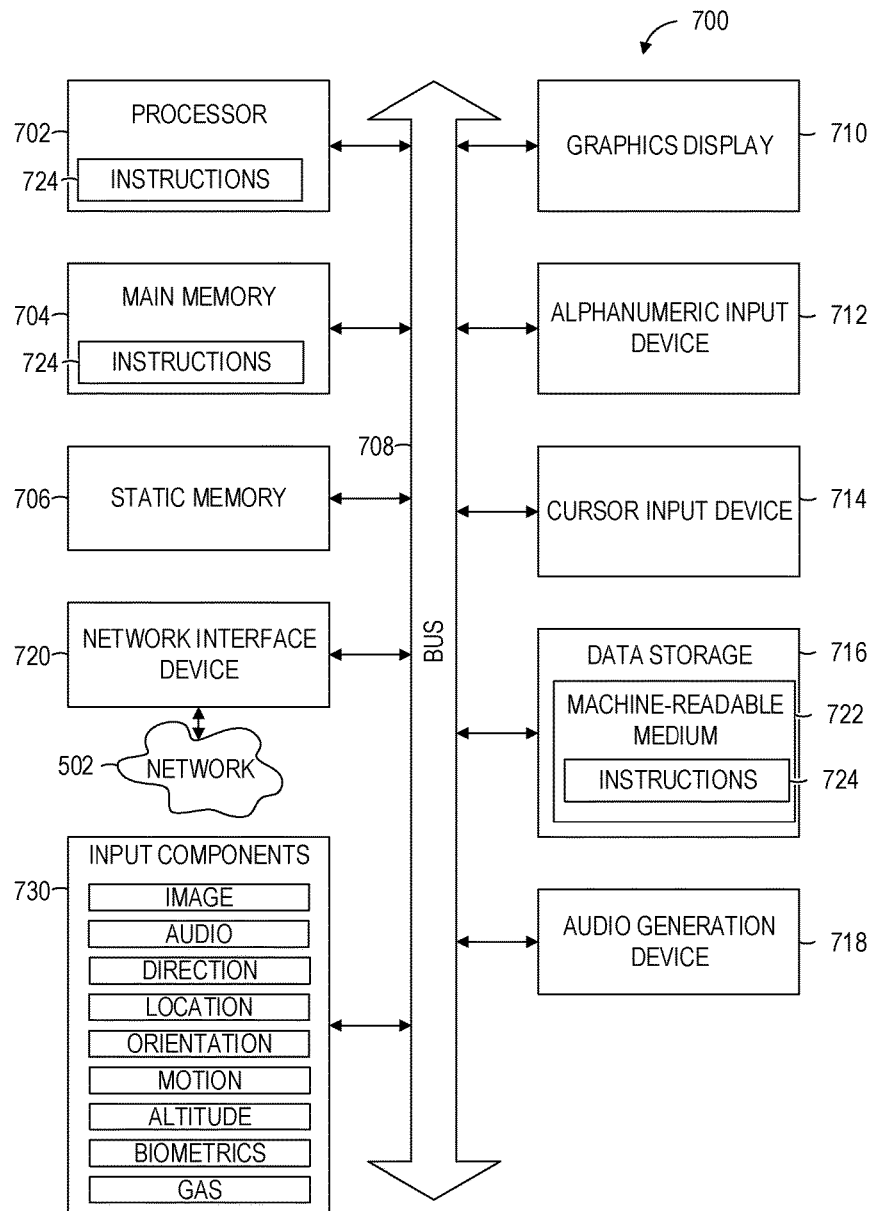 700
PROCESSOR
702
724
INSTRUCTIONS
GRAPHICS DISPLAY
710
MAIN MEMORY
704
724
INSTRUCTIONS
ALPHANUMERIC INPUT
DEVICE
712
708
706
STATIC MEMORY
CURSOR INPUT DEVICE
714
BUS
720
NETWORK INTERFACE
DEVICE
502
NETWORK
DATA STORAGE
716
MACHINE-READABLE
MEDIUM
722
INSTRUCTIONS
724
INPUT COMPONENTS
730
IMAGE
AUDIO
DIRECTION
LOCATION
ORIENTATION
MOTION
ALTITUDE
BIOMETRICS
GAS
AUDIO GENERATION
DEVICE
718